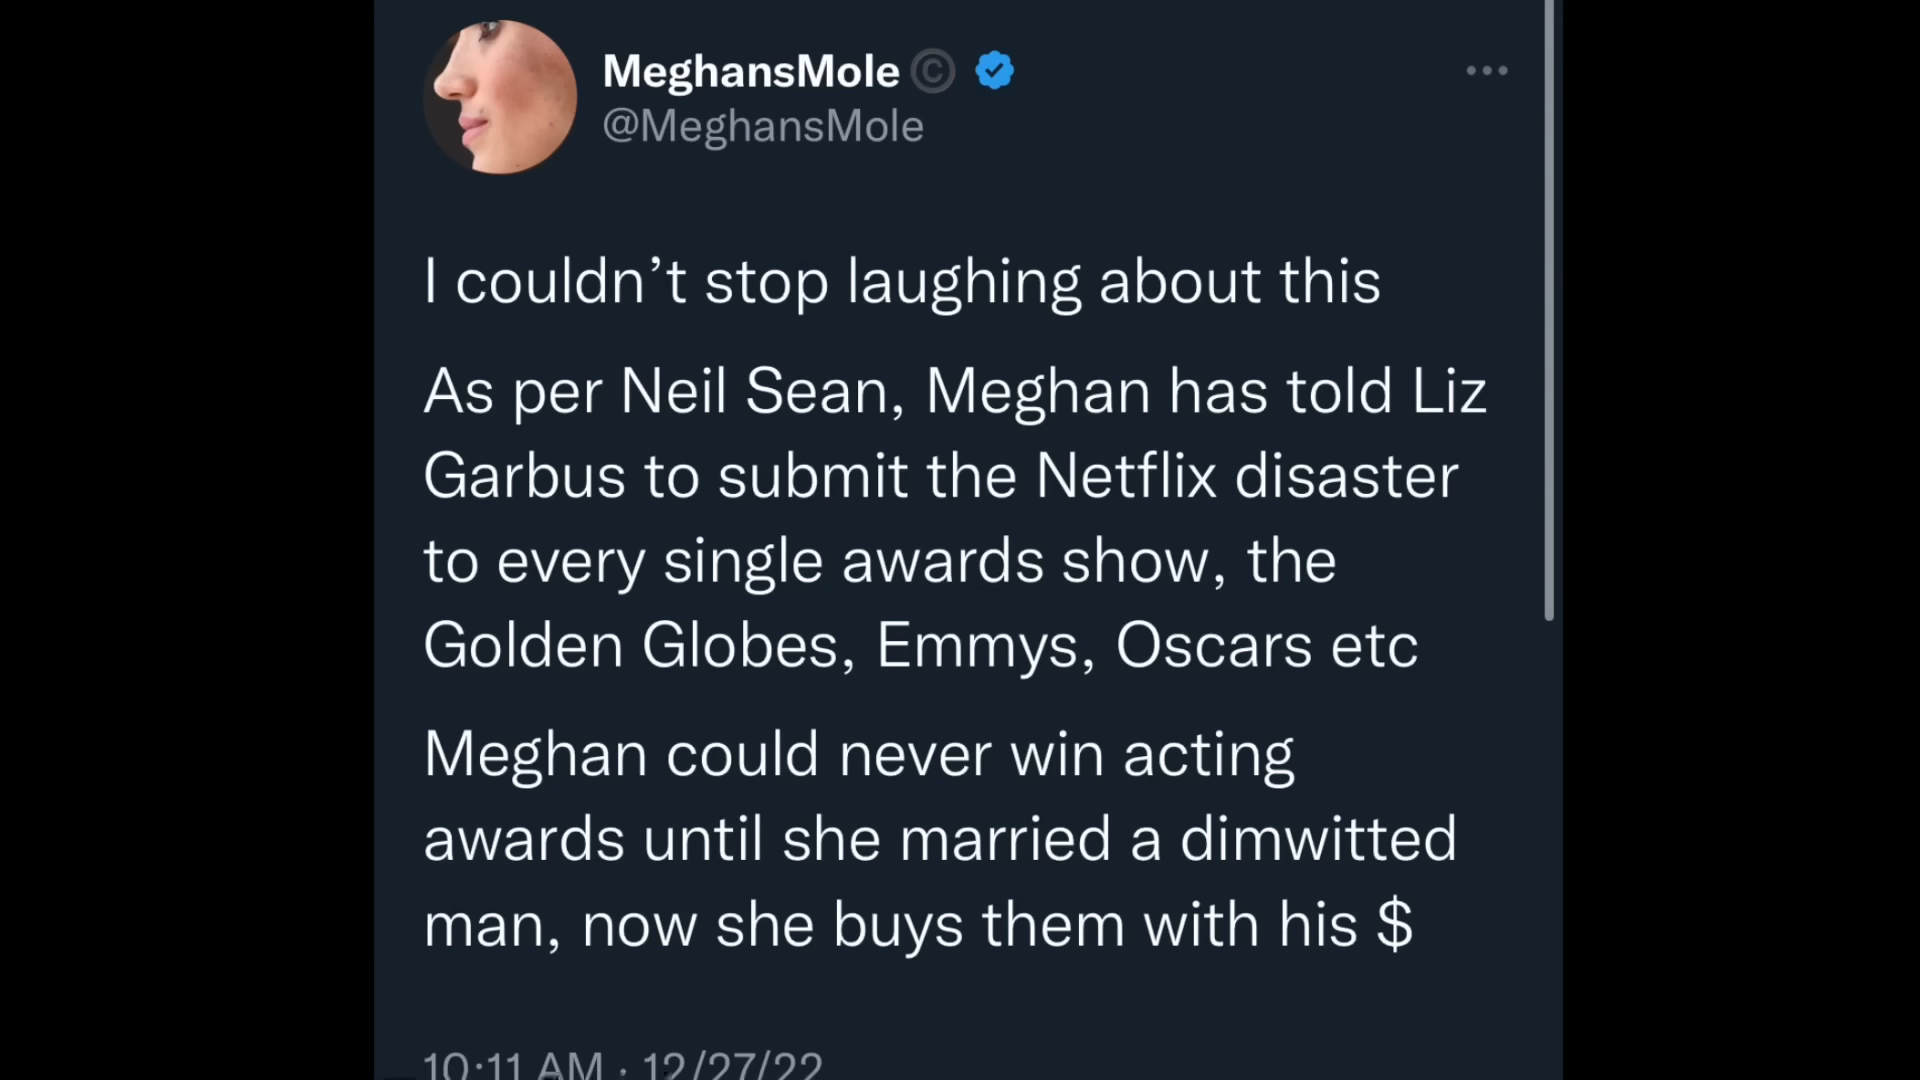 MeghansMole ©
@MeghansMole
I couldn’t stop laughing about this
As per Neil Sean, Meghan has told Liz
Garbus to submit the Netflix disaster
to every single awards show, the
Golden Globes, Emmys, Oscars etc
Meghan could never win acting
awards until she married a dimwitted
man, now she buys them with his $
10:11 AM · 12/27/22